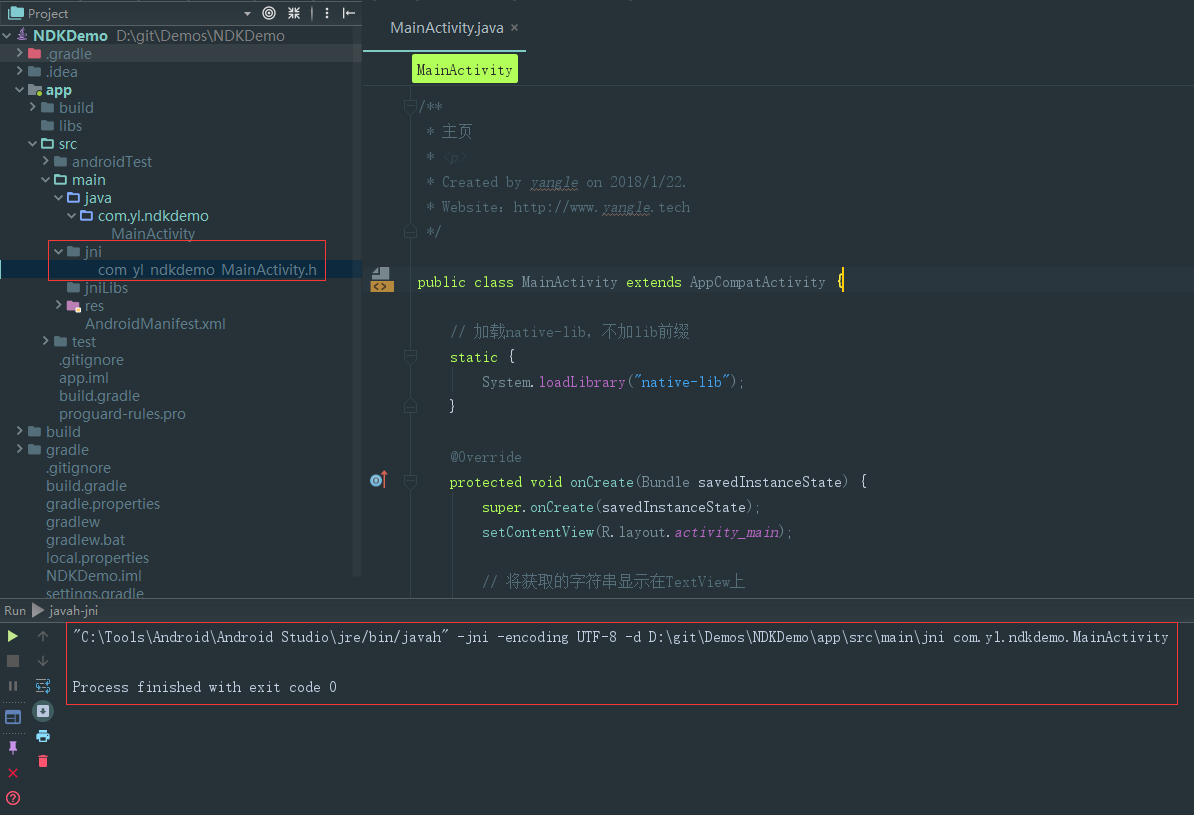 Project
NDKDemo D:\git\Demos\NDKDemo
.gradle
.idea
app
build
libs
src
androidTest
main
java
com.yl.ndkdemo
MainActivity
jni
com_yl_ndkdemo_MainActivity.h
jniLibs
res
AndroidManifest.xml
test
.gitignore
app.iml
build.gradle
proguard-rules.pro
build
gradle
.gitignore
build.gradle
gradle.properties
gradlew
gradlew.bat
local.properties
NDKDemo.iml
settings.gradle
MainActivity.java ×
MainActivity
/**
* 主页
* <p>
* Created by yangle on 2018/1/22.
* Website: http://www.yangle.tech
*/
public class MainActivity extends AppCompatActivity {
// 加载native-lib，不加lib前缀
static {
System.loadLibrary("native-lib");
}
@Override
protected void onCreate(Bundle savedInstanceState) {
super.onCreate(savedInstanceState);
setContentView(R.layout.activity_main);
// 将获取的字符串显示在TextView上
Run javah-jni
"C:\Tools\Android\Android Studio\jre/bin/javah" -jni -encoding UTF-8 -d D:\git\Demos\NDKDemo\app\src\main\jni com.yl.ndkdemo.MainActivity
Process finished with exit code 0